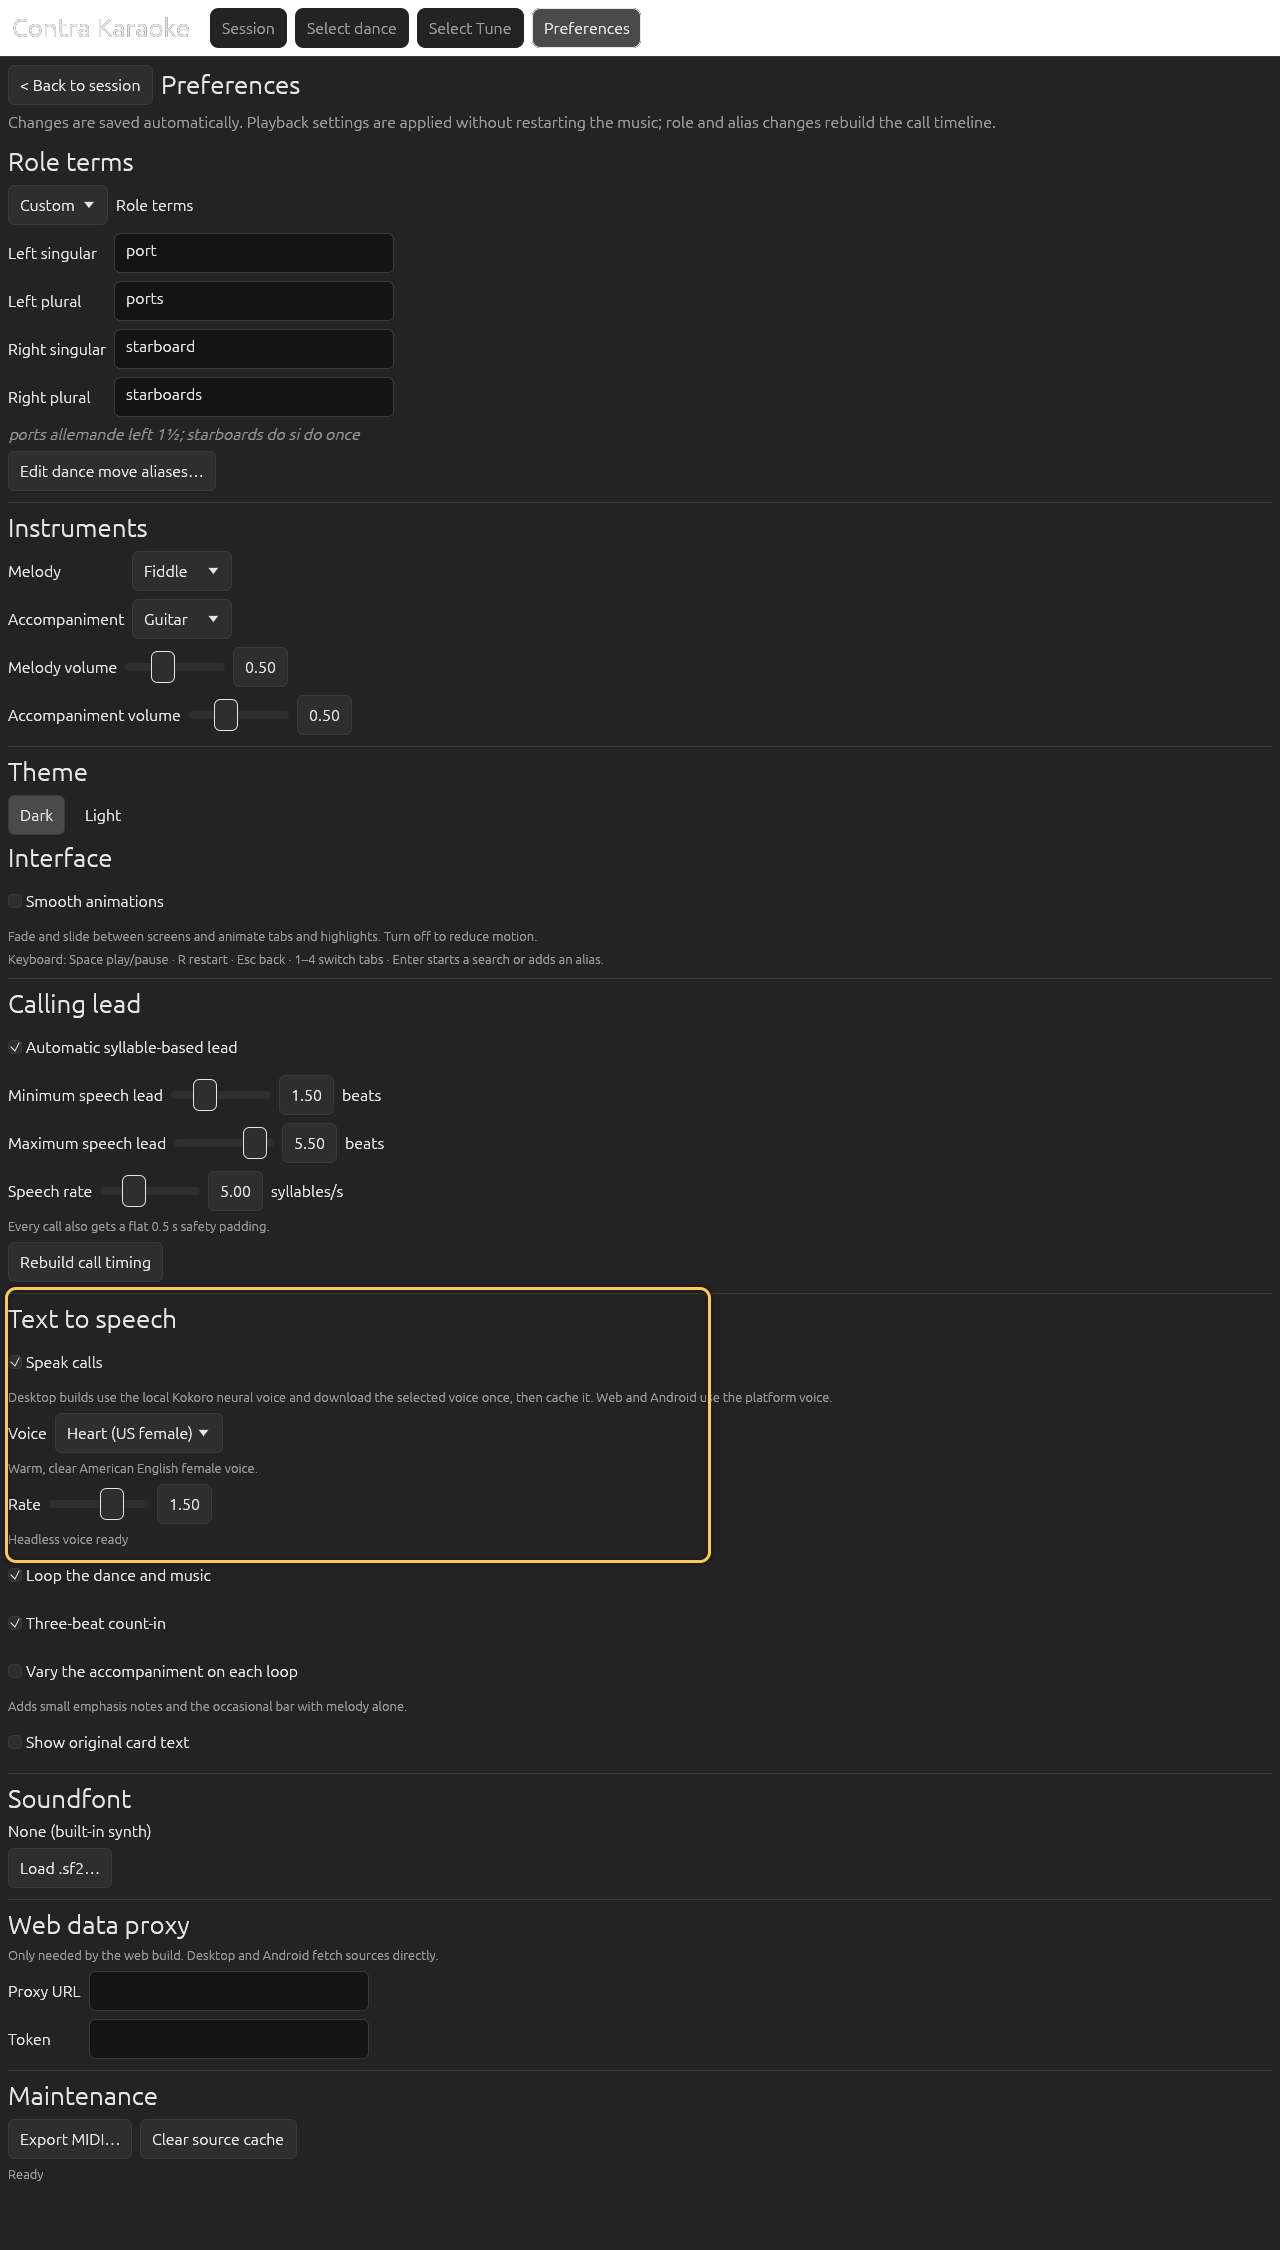 Contra Karaoke Session Select dance Select Tune Preferences
< Back to session Preferences
Changes are saved automatically. Playback settings are applied without restarting the music; role and alias changes rebuild the call timeline.
Role terms
Custom Role terms
Left singular port
Left plural ports
Right singular starboard
Right plural starboards
ports allemande left 1½; starboards do si do once
Edit dance move aliases...
Instruments
Melody Fiddle
Accompaniment Guitar
Melody volume 0.50
Accompaniment volume 0.50
Theme
Dark Light
Interface
Smooth animations
Fade and slide between screens and animate tabs and highlights. Turn off to reduce motion.
Keyboard: Space play/pause · R restart · Esc back · 1–4 switch tabs · Enter starts a search or adds an alias.
Calling lead
Automatic syllable-based lead
Minimum speech lead 1.50 beats
Maximum speech lead 5.50 beats
Speech rate 5.00 syllables/s
Every call also gets a flat 0.5 s safety padding.
Rebuild call timing
Text to speech
Speak calls
Desktop builds use the local Kokoro neural voice and download the selected voice once, then cache it. Web and Android use the platform voice.
Voice Heart (US female)
Warm, clear American English female voice.
Rate 1.50
Headless voice ready
Loop the dance and music
Three-beat count-in
Vary the accompaniment on each loop
Adds small emphasis notes and the occasional bar with melody alone.
Show original card text
Soundfont
None (built-in synth)
Load .sf2...
Web data proxy
Only needed by the web build. Desktop and Android fetch sources directly.
Proxy URL
Token
Maintenance
Export MIDI... Clear source cache
Ready